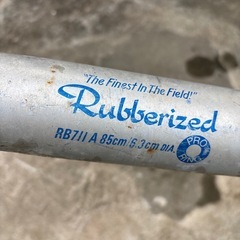 "The Finest In The Field!"
Rubberized
RB711 A 85cm/6.3cm DIA.
PRO